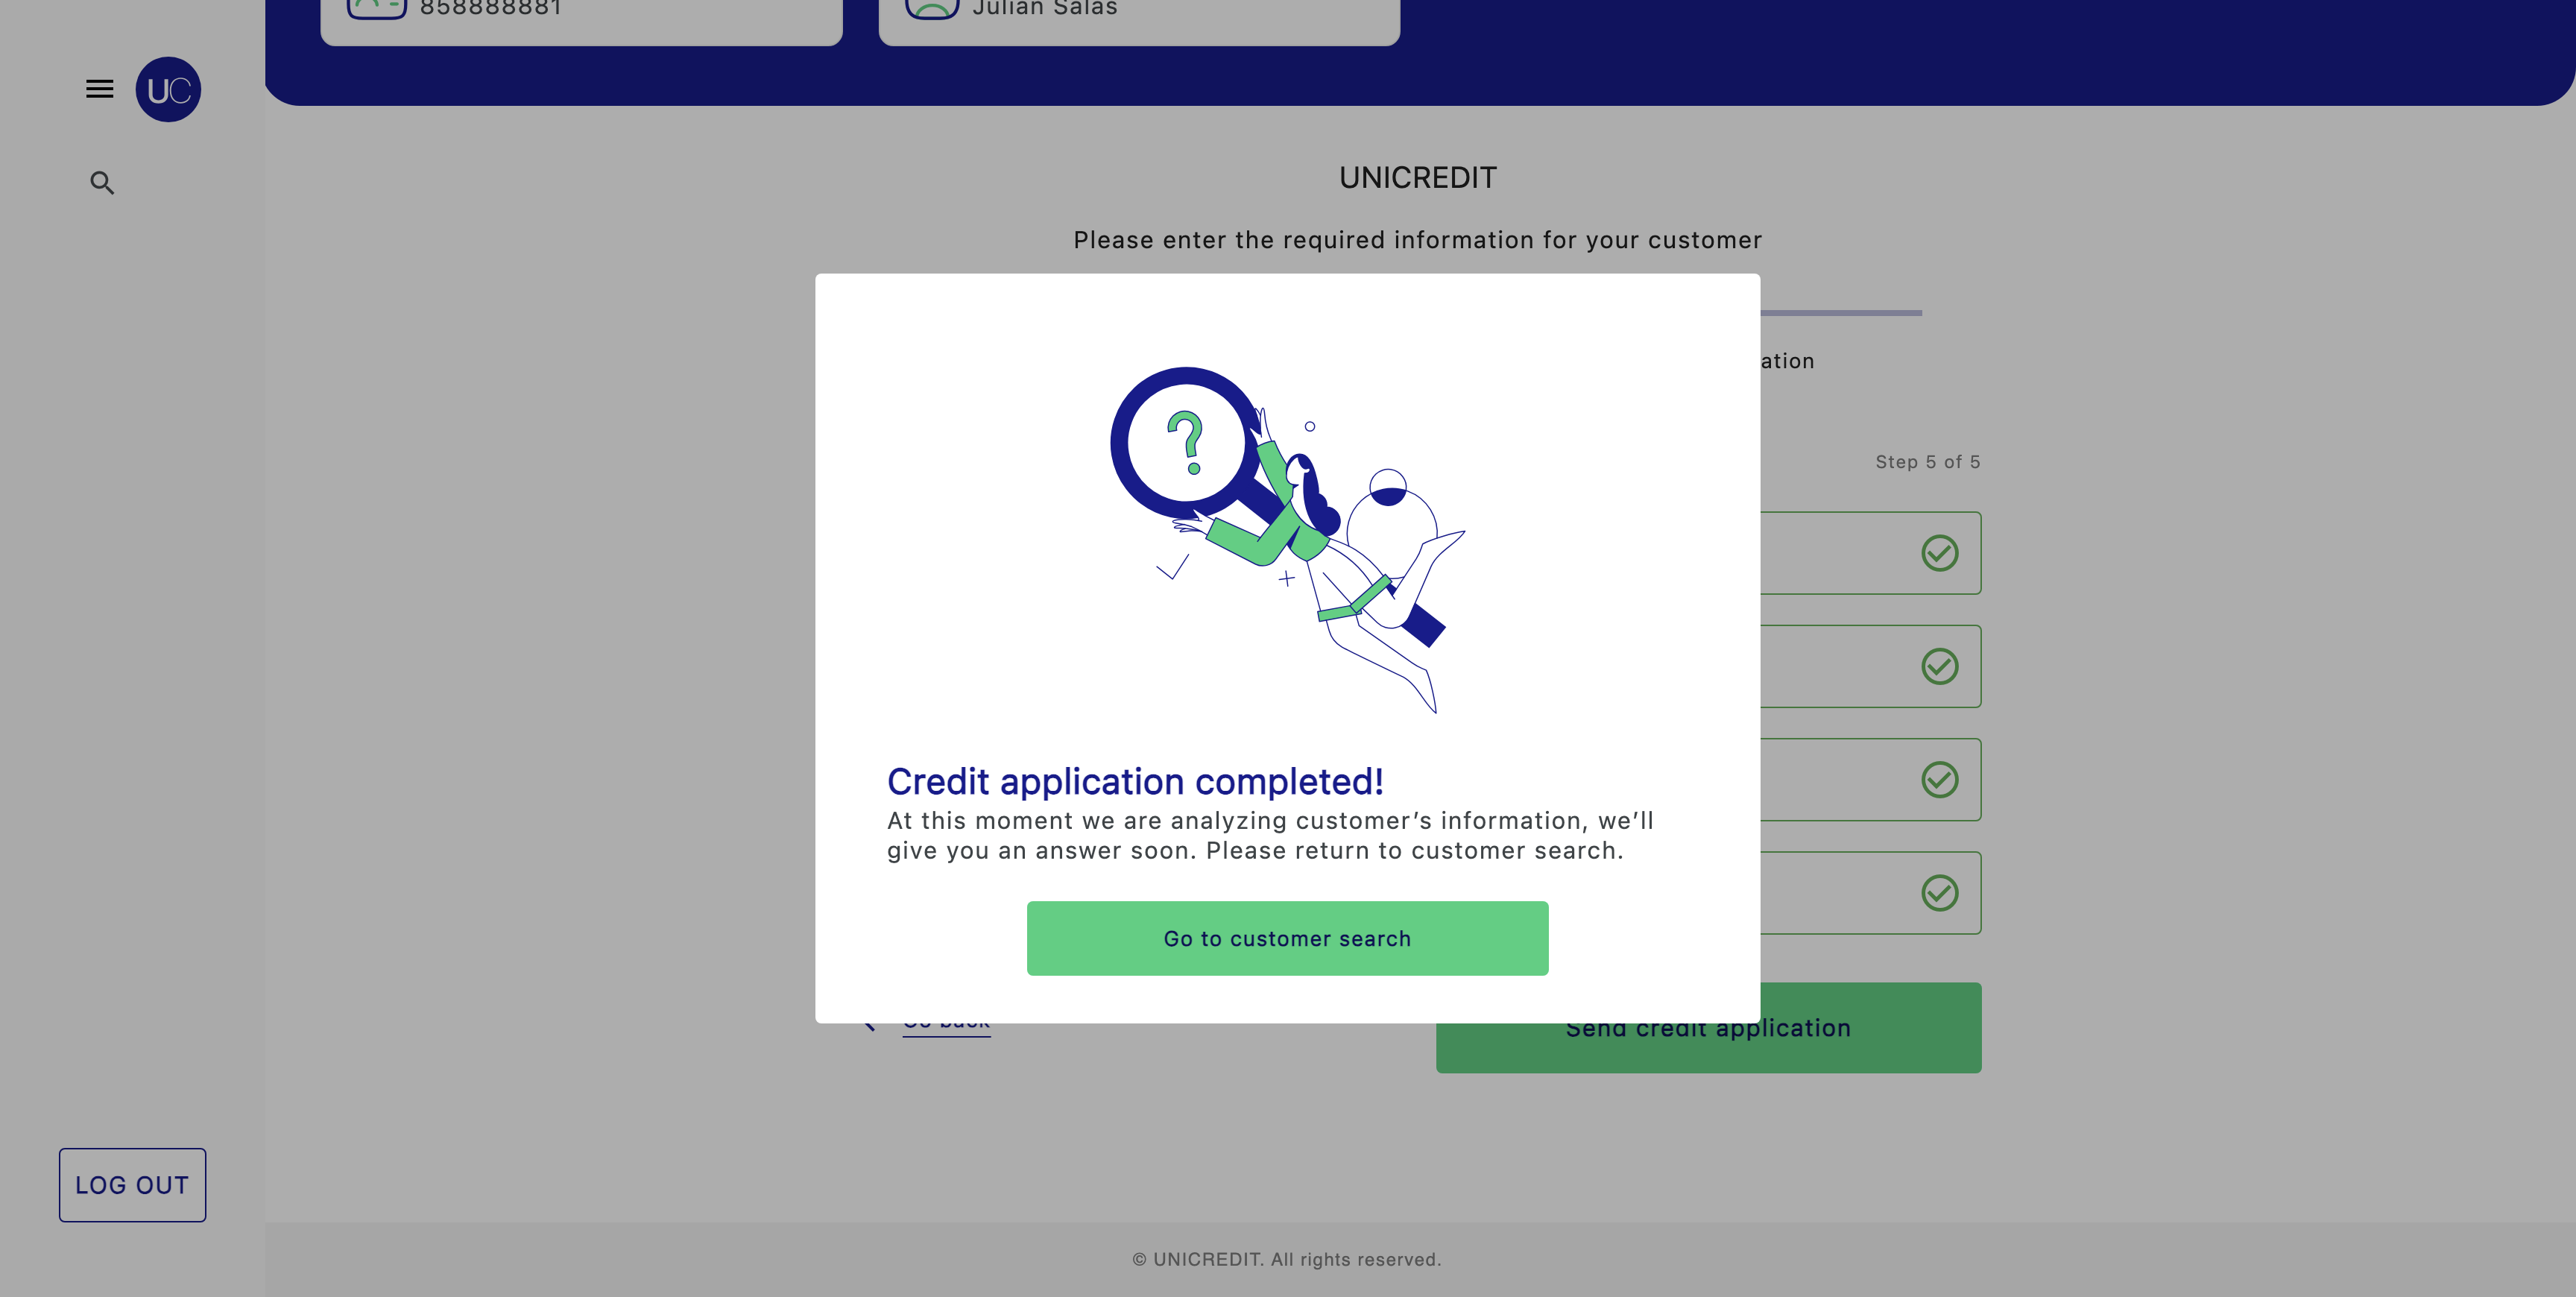 858888881
Julian Salas
UC
UNICREDIT
Please enter the required information for your customer
Step 5 of 5
?
Credit application completed!
At this moment we are analyzing customer’s information, we’ll
give you an answer soon. Please return to customer search.
Go to customer search
Go back
Send credit application
LOG OUT
© UNICREDIT. All rights reserved.